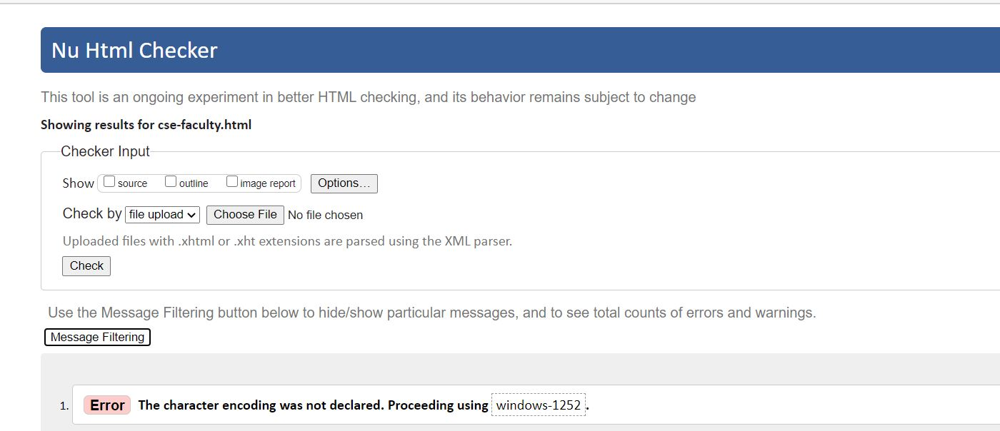 Nu Html Checker
This tool is an ongoing experiment in better HTML checking, and its behavior remains subject to change
Showing results for cse-faculty.html
Checker Input
Show source outline image report Options...
Check by file upload Choose File No file chosen
Uploaded files with .xhtml or .xht extensions are parsed using the XML parser.
Check
Use the Message Filtering button below to hide/show particular messages, and to see total counts of errors and warnings.
Message Filtering
1. Error The character encoding was not declared. Proceeding using windows-1252.